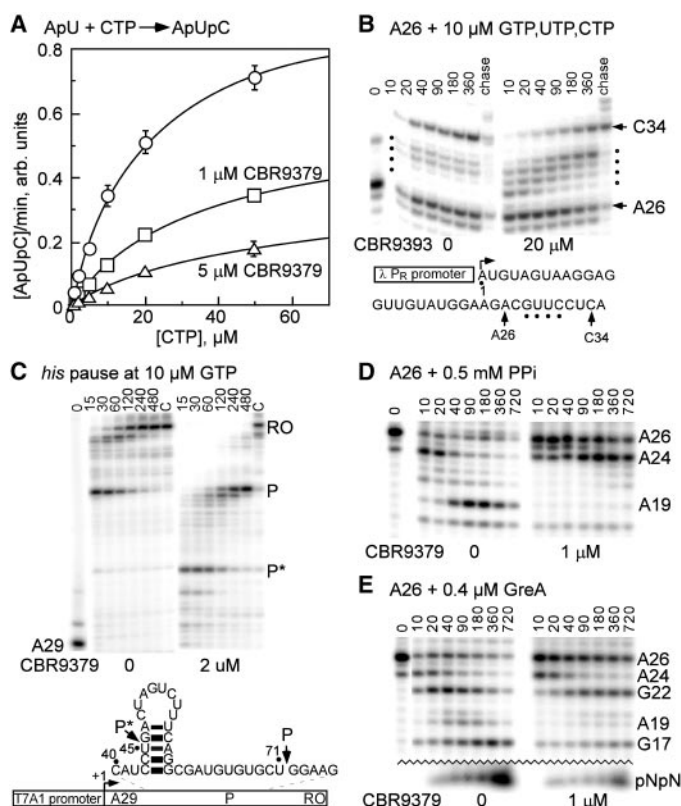 A
ApU + CTP → ApUpC
[ApUpC]/min, arb. units
0.8
0.6
0.4
0.2
0
1 µM CBR9379
5 µM CBR9379
0 20 40 60
[CTP], µM
B
A26 + 10 µM GTP,UTP,CTP
0 10 20 40 90 180 360 chase 10 20 40 90 180 360 chase
C34
A26
CBR9393 0 20 µM
λ PR promoter AUGUAGUAAGGAG
1
GUUGUAUGGAAGACGUUCCUCA
A26 C34
C
his pause at 10 µM GTP
0 15 30 60 120 240 480 C 15 30 60 120 240 480 C
RO
P
P*
A29
CBR9379 0 2 uM
P* P
40 45 71
CAUCCUGACUAGUCUUUCAGGCGAUGUGUGCUGGAAG
+1
T7A1 promoter A29 P RO
D
A26 + 0.5 mM PPi
0 10 20 40 90 180 360 720 10 20 40 90 180 360 720
A26
A24
A19
CBR9379 0 1 µM
E
A26 + 0.4 µM GreA
0 10 20 40 90 180 360 720 10 20 40 90 180 360 720
A26
A24
G22
A19
G17
pNpN
CBR9379 0 1 µM